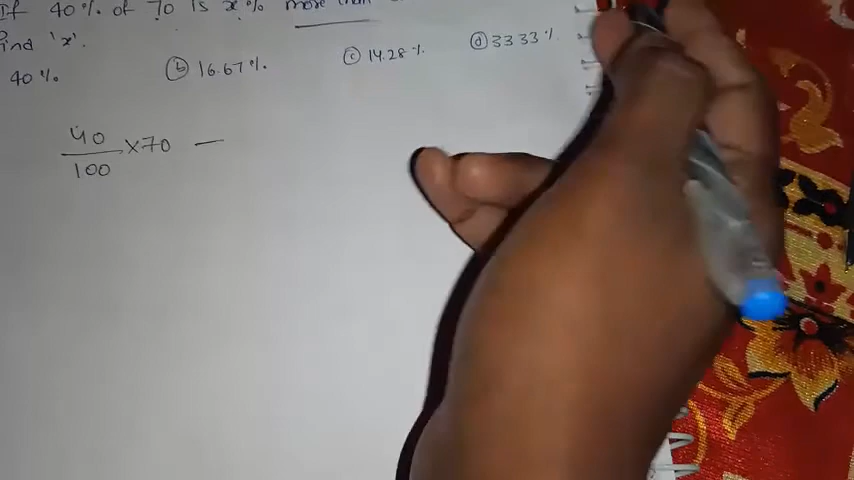 If 40% of 70 is x% more than
Find 'x'.
40% (b) 16.67% (c) 14.28% (d) 33 33%
40/100 ×70 —